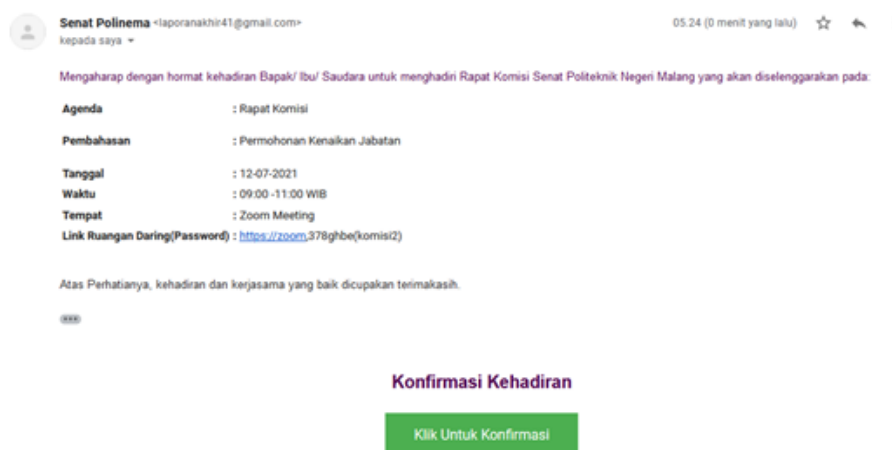 Senat Polinema <laporanakhir41@gmail.com> 05.24 (0 menit yang lalu)
kepada saya
Mengaharap dengan hormat kehadiran Bapak/ Ibu/ Saudara untuk menghadiri Rapat Komisi Senat Politeknik Negeri Malang yang akan diselenggarakan pada:
Agenda : Rapat Komisi
Pembahasan : Permohonan Kenaikan Jabatan
Tanggal : 12-07-2021
Waktu : 09:00 -11:00 WIB
Tempat : Zoom Meeting
Link Ruangan Daring(Password) : https://zoom,378ghbe(komisi2)
Atas Perhatianya, kehadiran dan kerjasama yang baik dicupakan terimakasih.
Konfirmasi Kehadiran
Klik Untuk Konfirmasi